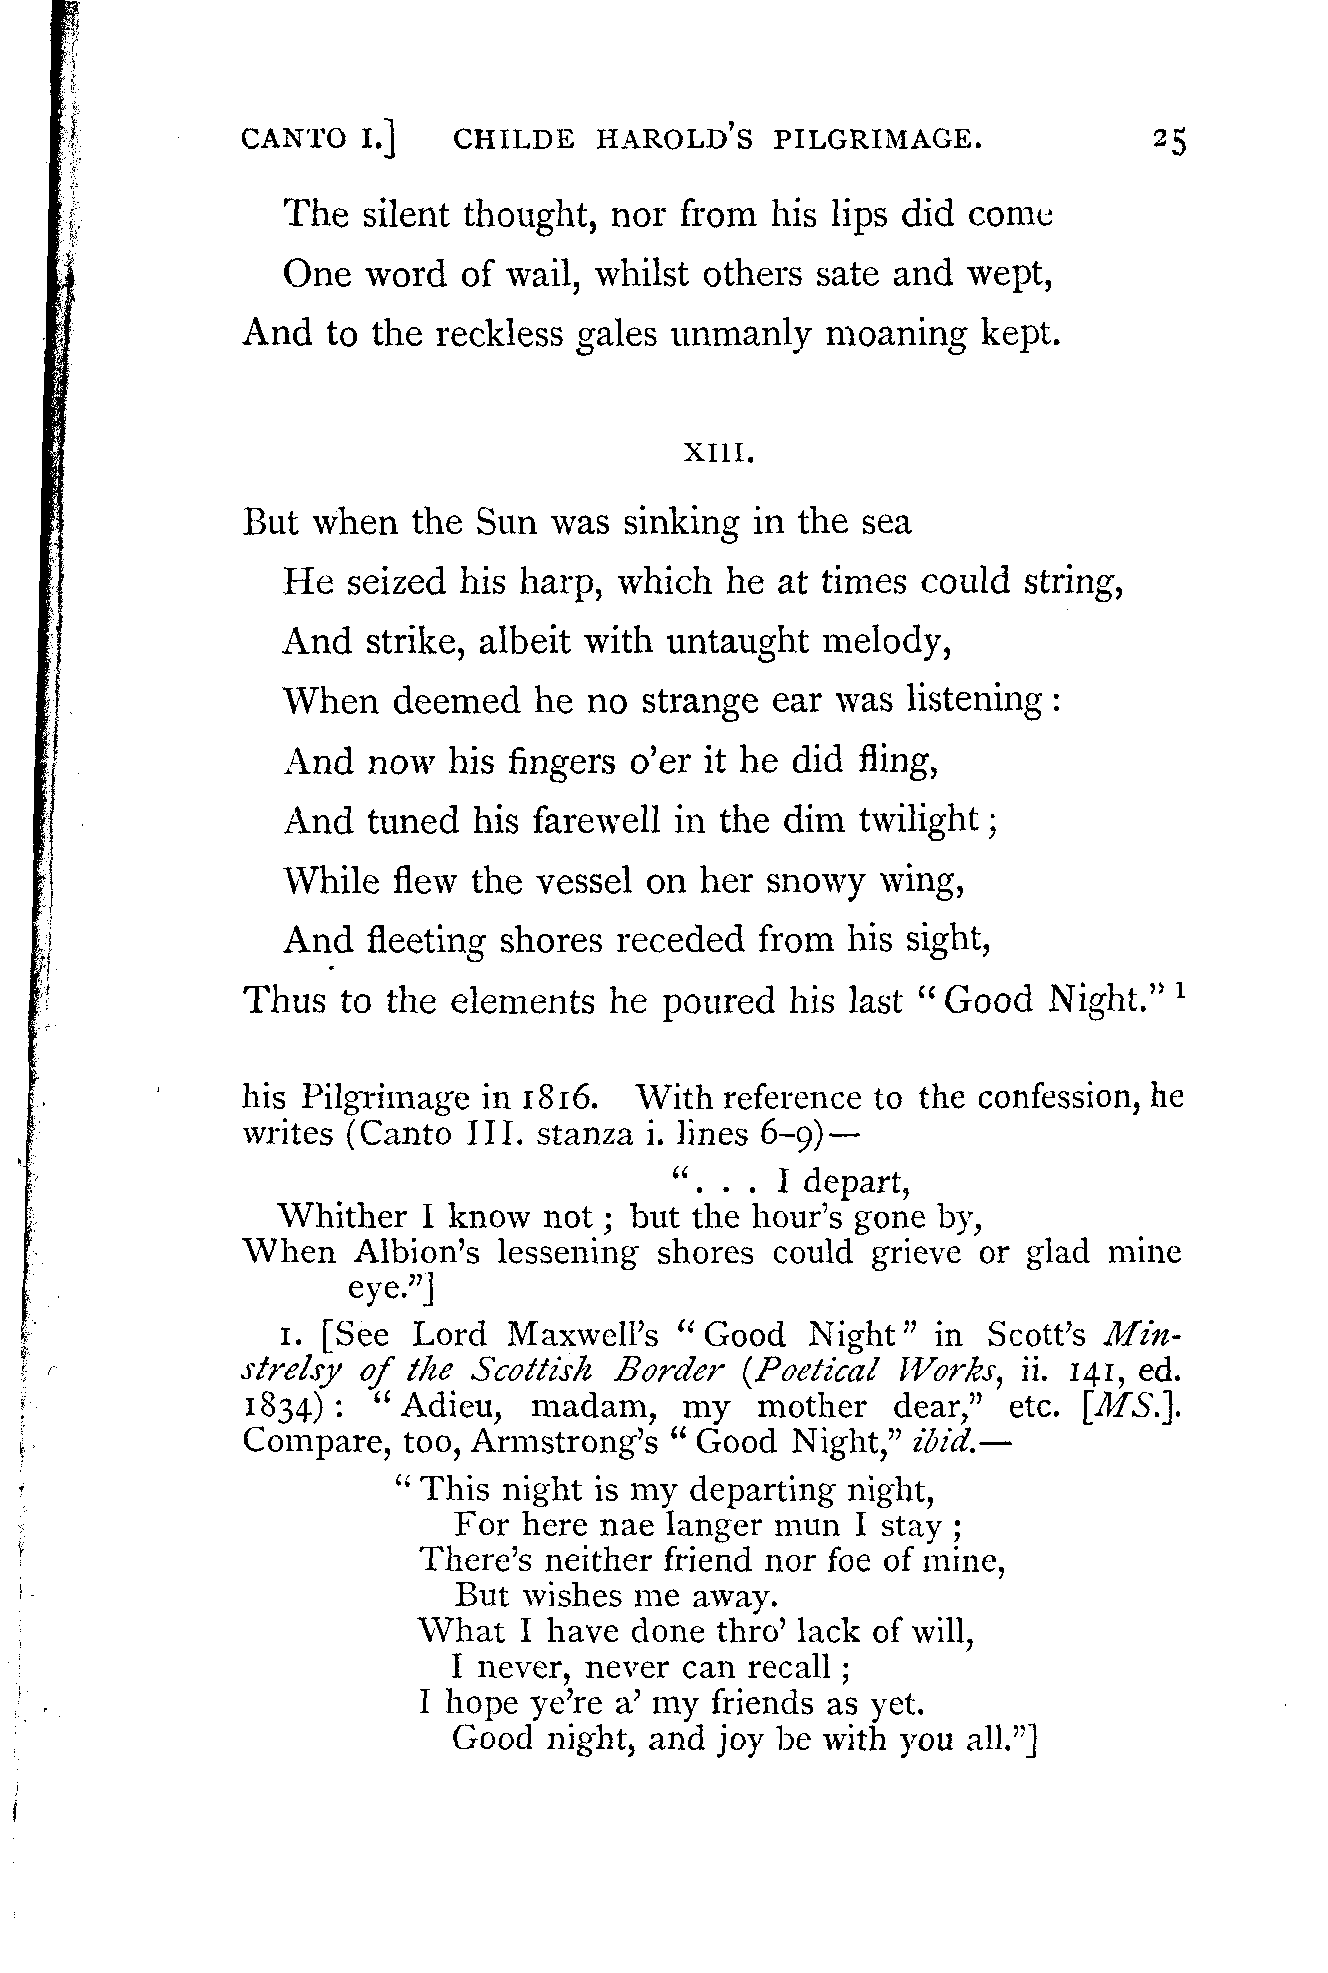 CANTO I.] CHILDE HAROLD'S PILGRIMAGE. 25
The silent thought, nor from his lips did come
One word of wail, whilst others sate and wept,
And to the reckless gales unmanly moaning kept.
XIII.
But when the Sun was sinking in the sea
He seized his harp, which he at times could string,
And strike, albeit with untaught melody,
When deemed he no strange ear was listening :
And now his fingers o'er it he did fling,
And tuned his farewell in the dim twilight ;
While flew the vessel on her snowy wing,
And fleeting shores receded from his sight,
Thus to the elements he poured his last “ Good Night.” 1
his Pilgrimage in 1816. With reference to the confession, he
writes (Canto III. stanza i. lines 6–9)—
“. . . I depart,
Whither I know not ; but the hour's gone by,
When Albion's lessening shores could grieve or glad mine
eye.”]
1. [See Lord Maxwell's “ Good Night” in Scott's Min-
strelsy of the Scottish Border (Poetical Works, ii. 141, ed.
1834) : “ Adieu, madam, my mother dear,” etc. [MS.].
Compare, too, Armstrong's “ Good Night,” ibid.—
“ This night is my departing night,
For here nae langer mun I stay ;
There's neither friend nor foe of mine,
But wishes me away.
What I have done thro' lack of will,
I never, never can recall ;
I hope ye're a' my friends as yet.
Good night, and joy be with you all.”]